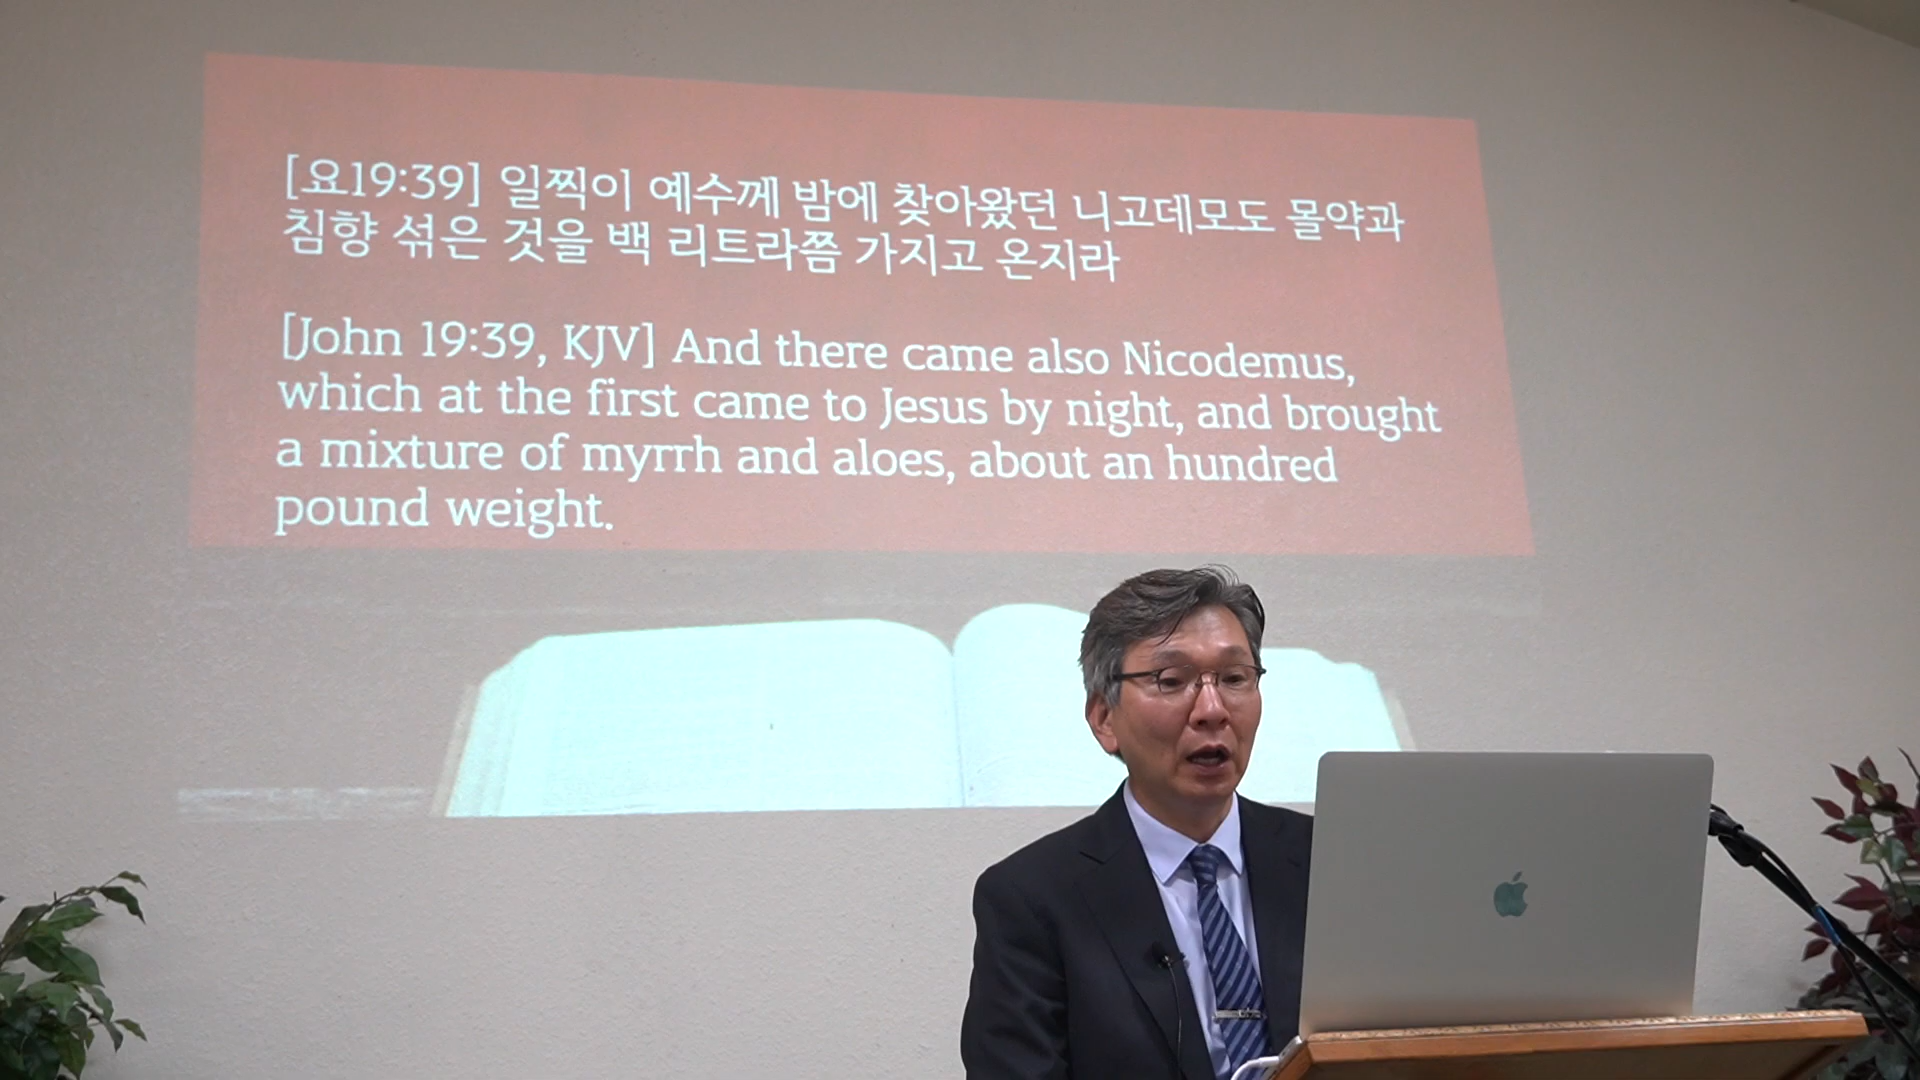 [요19:39] 일찍이 예수께 밤에 찾아왔던 니고데모도 몰약과
침향 섞은 것을 백 리트라쯤 가지고 온지라
[John 19:39, KJV] And there came also Nicodemus,
which at the first came to Jesus by night, and brought
a mixture of myrrh and aloes, about an hundred
pound weight.